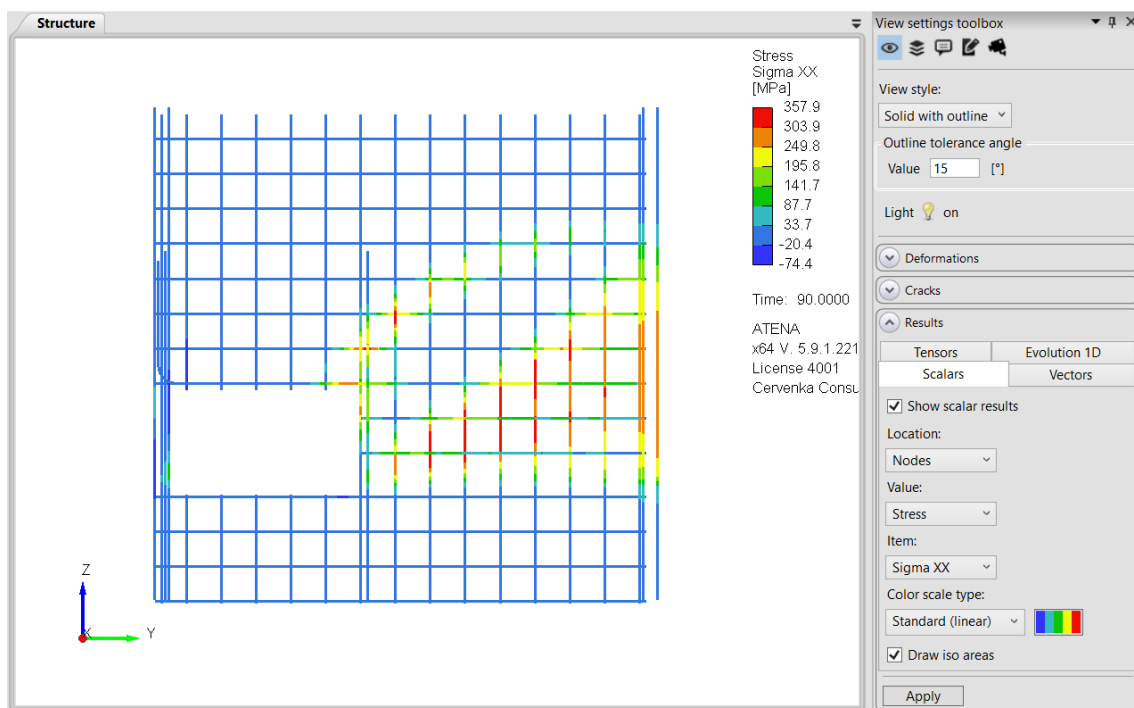 Structure
Stress
Sigma XX
[MPa]
357.9
303.9
249.8
195.8
141.7
87.7
33.7
-20.4
-74.4
Time: 90.0000
ATENA
x64 V. 5.9.1.221
License 4001
Cervenka Consu
Z
X
Y
View settings toolbox
View style:
Solid with outline
Outline tolerance angle
Value 15 [°]
Light on
Deformations
Cracks
Results
Tensors Evolution 1D
Scalars Vectors
Show scalar results
Location:
Nodes
Value:
Stress
Item:
Sigma XX
Color scale type:
Standard (linear)
Draw iso areas
Apply